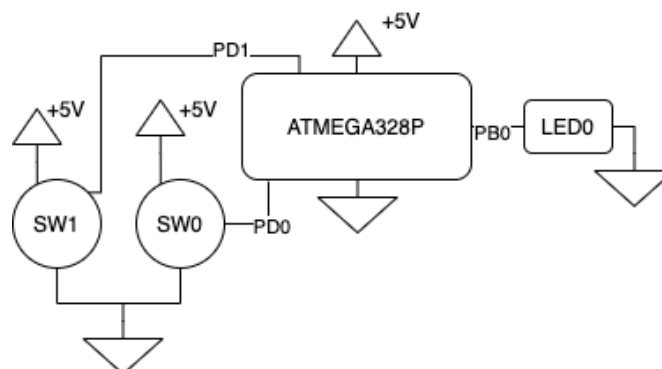 +5V
PD1
+5V
+5V
ATMEGA328P
PB0
LED0
SW1
SW0
PD0